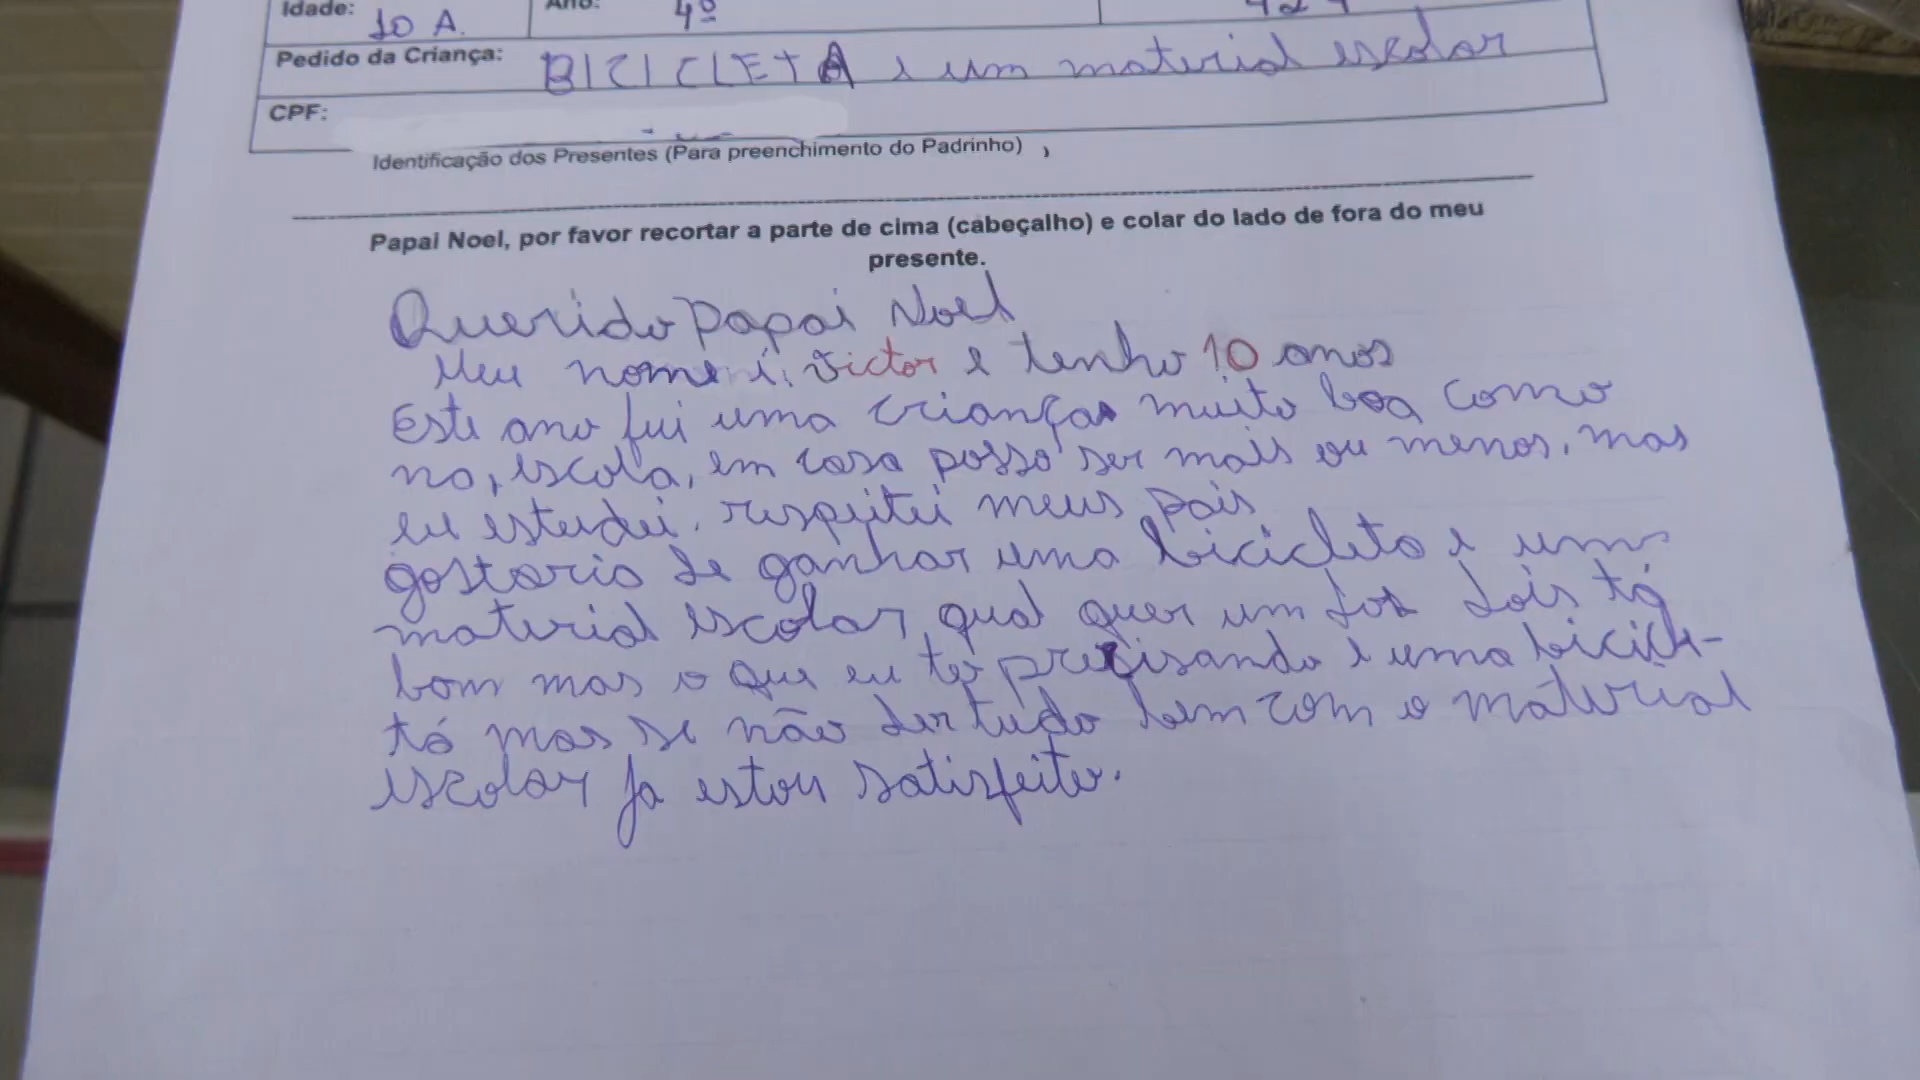 Idade: 10 A. Ano: 4º
Pedido da Criança: BICICLETA e um material escolar
CPF:
Identificação dos Presentes (Para preenchimento do Padrinho)
Papai Noel, por favor recortar a parte de cima (cabeçalho) e colar do lado de fora do meu
presente.
Querido Papai Noel
Meu nome é victor e tenho 10 anos
Este ano fui uma criança muito boa como
na, escola, em casa posso ser mais ou menos, mas
eu estudei, respeitei meus pais
gostaria de ganhar uma bicicleta e um
material escolar qual quer um dos dois tá
bom mas o que eu tô precisando e uma bicicle-
tá mas se não der tudo bem com o material
escolar ja estou satisfeito.